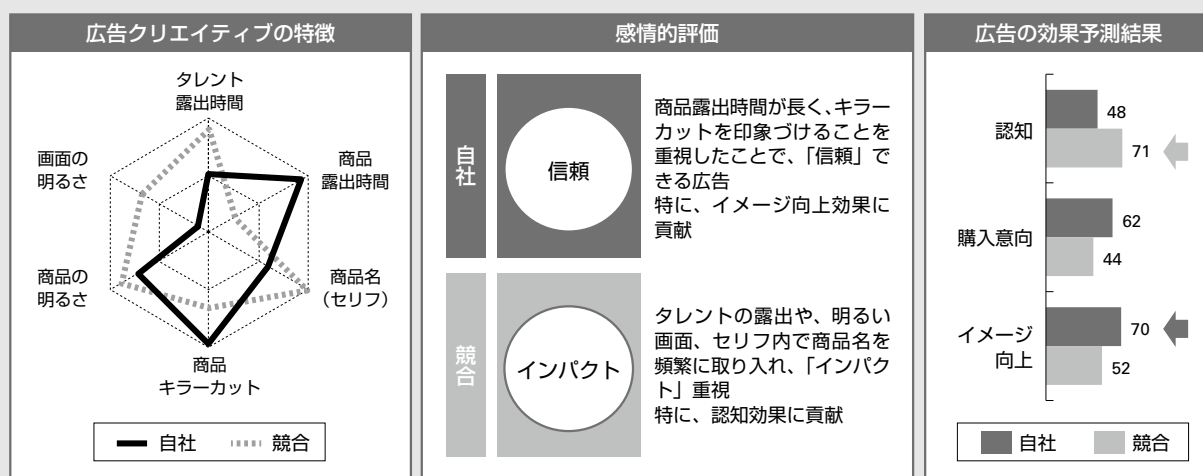 広告クリエイティブの特徴
タレント
露出時間
画面の
明るさ
商品
露出時間
商品の
明るさ
商品名
（セリフ）
商品
キラーカット
自社
競合
感情的評価
自社
信頼
商品露出時間が長く、キラー
カットを印象づけることを
重視したことで、「信頼」で
きる広告
特に、イメージ向上効果に
貢献
競合
インパクト
タレントの露出や、明るい
画面、セリフ内で商品名を
頻繁に取り入れ、「インパク
ト」重視
特に、認知効果に貢献
広告の効果予測結果
認知
48
71
購入意向
62
44
イメージ
向上
70
52
自社
競合